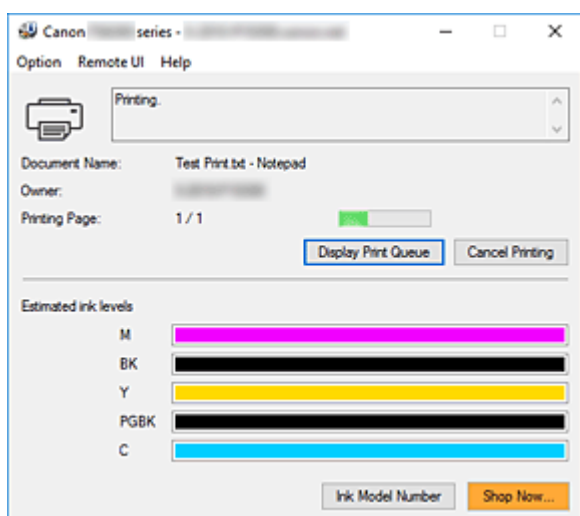 Canon series -
Option Remote UI Help
Printing.
Document Name: Test Print.txt - Notepad
Owner:
Printing Page: 1 / 1
Display Print Queue Cancel Printing
Estimated ink levels
M
BK
Y
PGBK
C
Ink Model Number Shop Now...